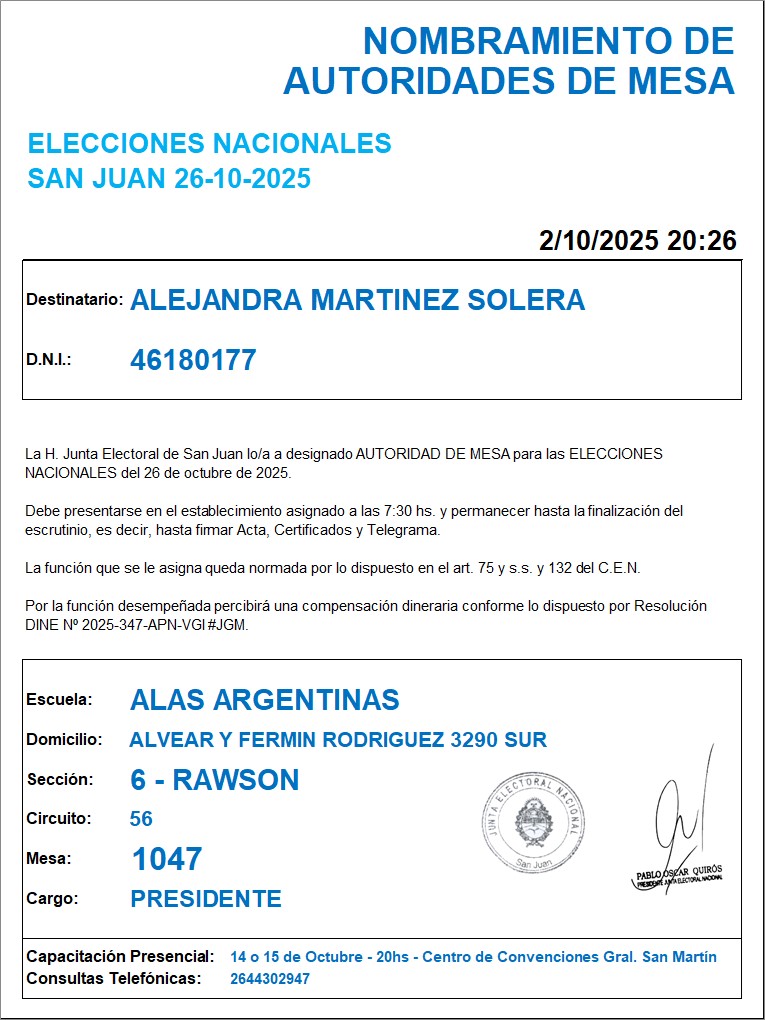 NOMBRAMIENTO DE
AUTORIDADES DE MESA
ELECCIONES NACIONALES
SAN JUAN 26-10-2025
2/10/2025 20:26
Destinatario: ALEJANDRA MARTINEZ SOLERA
D.N.I.: 46180177
La H. Junta Electoral de San Juan lo/a a designado AUTORIDAD DE MESA para las ELECCIONES
NACIONALES del 26 de octubre de 2025.
Debe presentarse en el establecimiento asignado a las 7:30 hs. y permanecer hasta la finalización del
escrutinio, es decir, hasta firmar Acta, Certificados y Telegrama.
La función que se le asigna queda normada por lo dispuesto en el art. 75 y s.s. y 132 del C.E.N.
Por la función desempeñada percibirá una compensación dineraria conforme lo dispuesto por Resolución
DINE Nº 2025-347-APN-VGI#JGM.
Escuela: ALAS ARGENTINAS
Domicilio: ALVEAR Y FERMIN RODRIGUEZ 3290 SUR
Sección: 6 - RAWSON
Circuito: 56
Mesa: 1047
Cargo: PRESIDENTE
JUNTA ELECTORAL NACIONAL
San Juan
PABLO OSCAR QUIRÓS
PRESIDENTE JUNTA ELECTORAL NACIONAL
Capacitación Presencial: 14 o 15 de Octubre - 20hs - Centro de Convenciones Gral. San Martín
Consultas Telefónicas: 2644302947